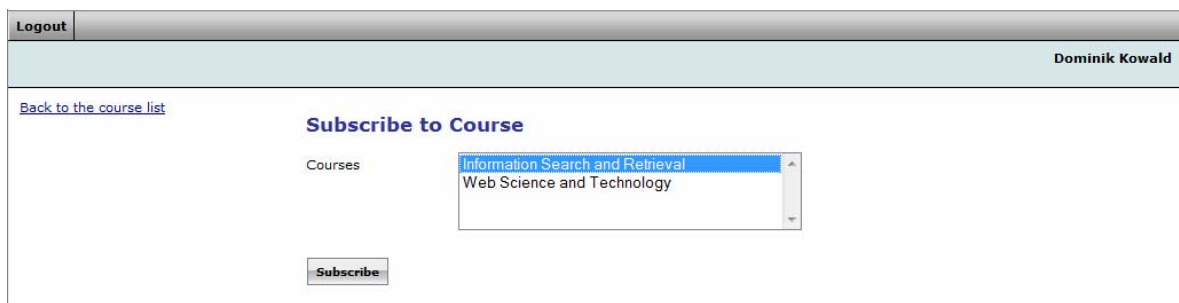 Logout
Dominik Kowald
Back to the course list
Subscribe to Course
Courses
Information Search and Retrieval
Web Science and Technology
Subscribe